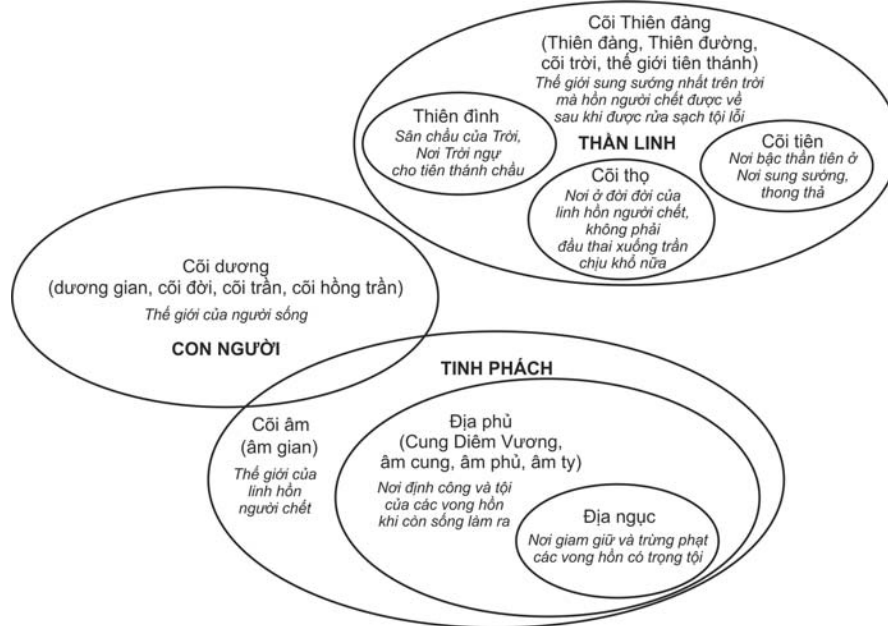 Cõi Thiên đàng
(Thiên đàng, Thiên đường,
cõi trời, thế giới tiên thánh)
Thế giới sung sướng nhất trên trời
mà hồn người chết được về
sau khi được rửa sạch tội lỗi
THẦN LINH
Thiên đình
Sân chầu của Trời,
Nơi Trời ngự
cho tiên thánh chầu
Cõi thọ
Nơi ở đời đời của
linh hồn người chết,
không phải
đầu thai xuống trần
chịu khổ nữa
Cõi tiên
Nơi bậc thần tiên ở
Nơi sung sướng,
thong thả
Cõi dương
(dương gian, cõi đời, cõi trần, cõi hồng trần)
Thế giới của người sống
CON NGƯỜI
TINH PHÁCH
Cõi âm
(âm gian)
Thế giới của
linh hồn
người chết
Địa phủ
(Cung Diêm Vương,
âm cung, âm phủ, âm ty)
Nơi định công và tội
của các vong hồn
khi còn sống làm ra
Địa ngục
Nơi giam giữ và trừng phạt
các vong hồn có trọng tội